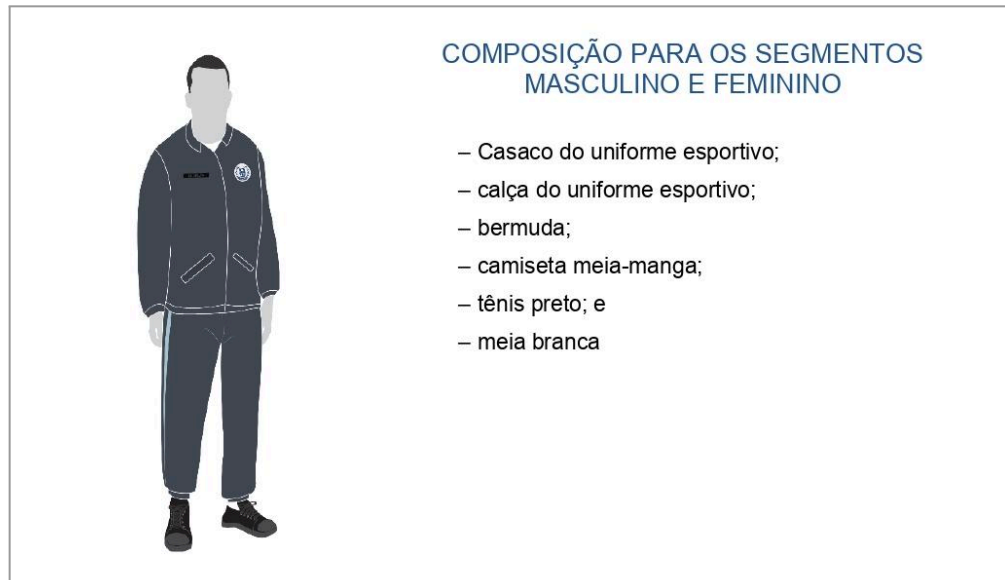 COMPOSIÇÃO PARA OS SEGMENTOS
MASCULINO E FEMININO
– Casaco do uniforme esportivo;
– calça do uniforme esportivo;
– bermuda;
– camiseta meia-manga;
– tênis preto; e
– meia branca